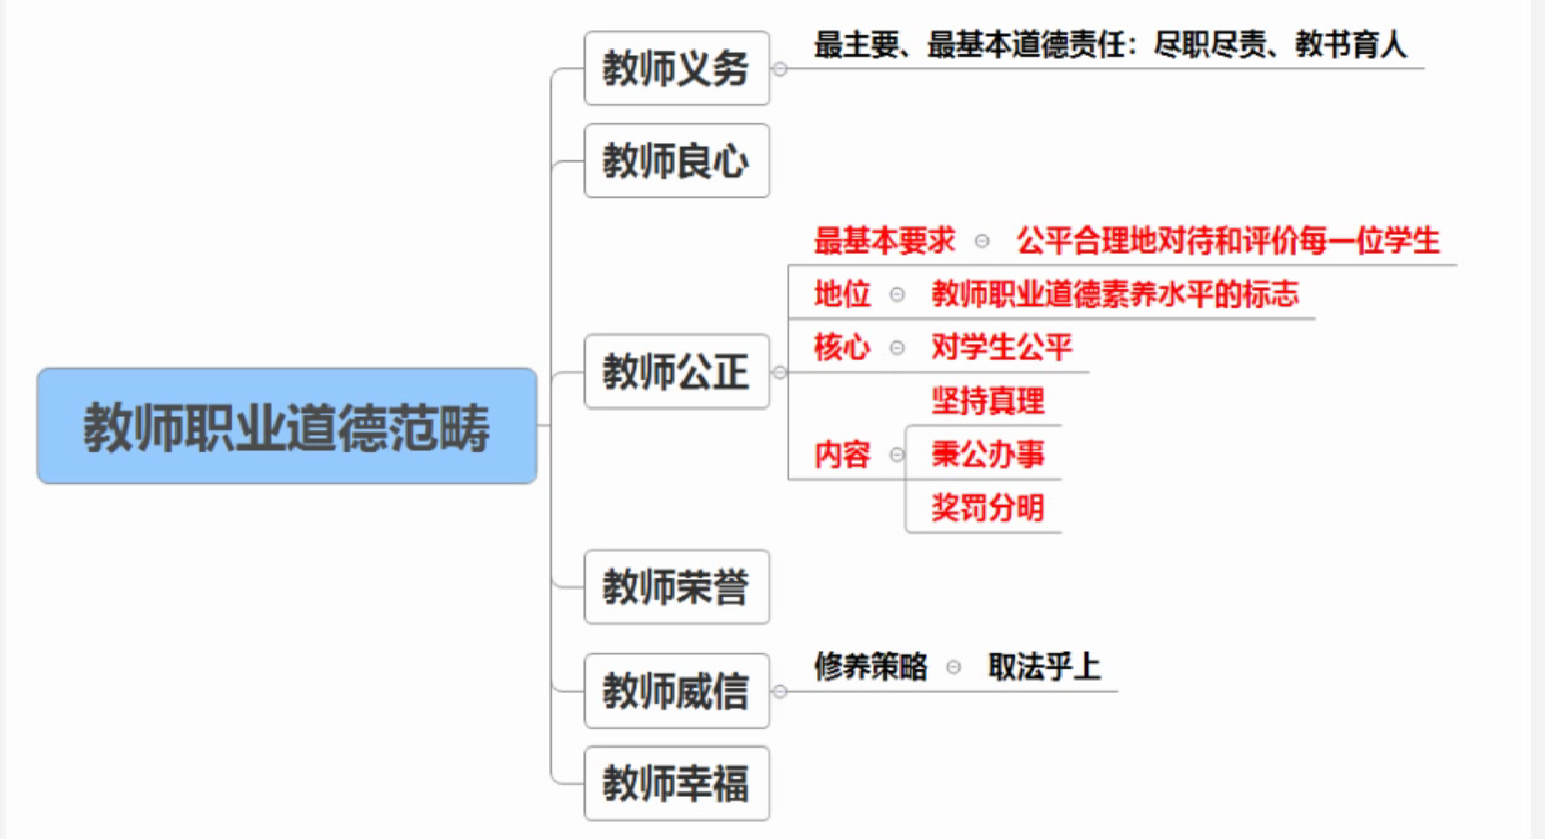 教师职业道德范畴
教师义务
最主要、最基本道德责任：尽职尽责、教书育人
教师良心
教师公正
最基本要求 公平合理地对待和评价每一位学生
地位 教师职业道德素养水平的标志
核心 对学生公平
内容
坚持真理
秉公办事
奖罚分明
教师荣誉
教师威信
修养策略 取法乎上
教师幸福